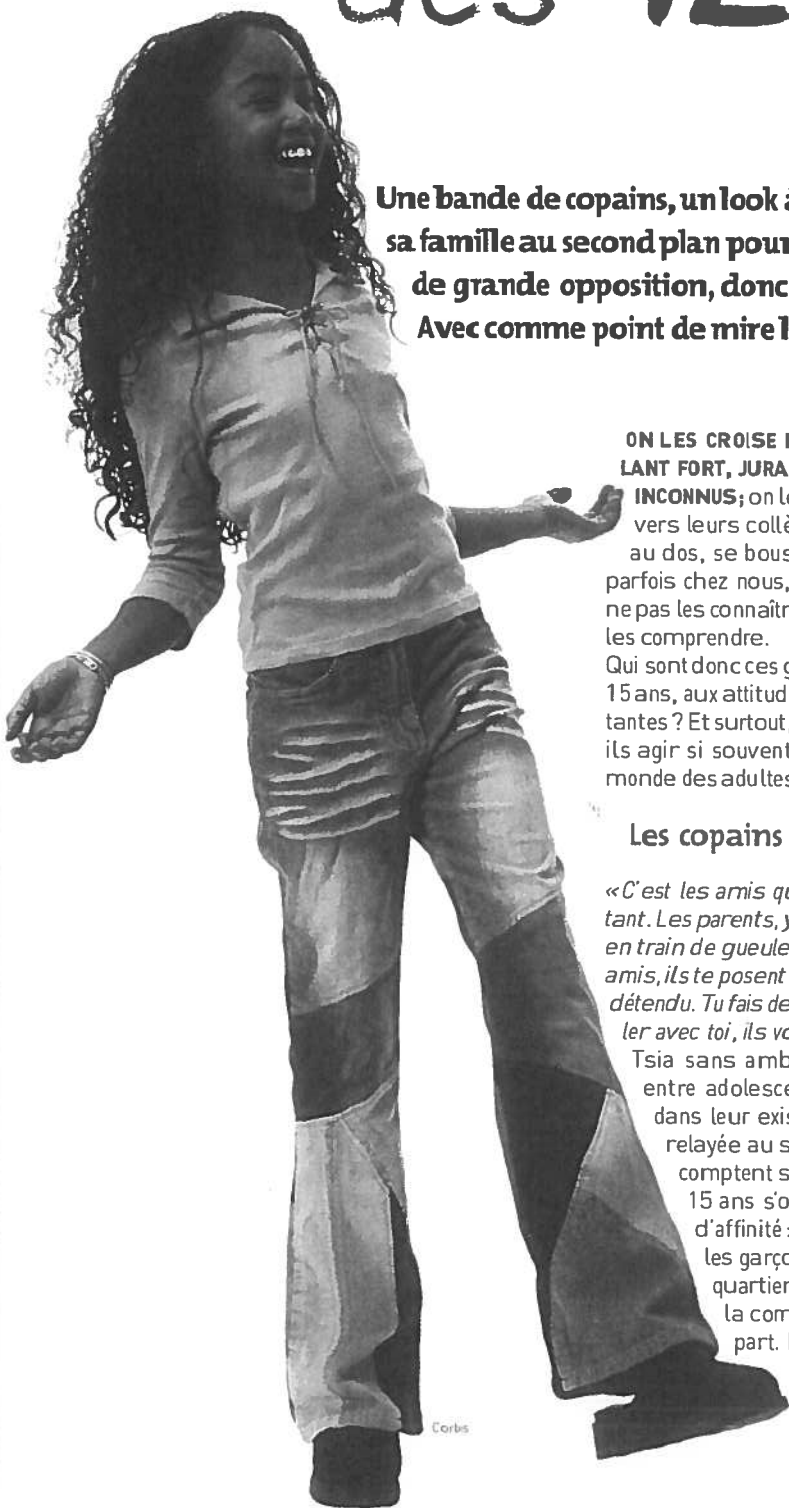 des 12
Une bande de copains, un look à
sa famille au second plan pour
de grande opposition, donc
Avec comme point de mire l
ON LES CROISE
LANT FORT, JURA
INCONNUS; on le
vers leurs collè
au dos, se bous
parfois chez nous,
ne pas les connaîtr
les comprendre.
Qui sont donc ces g
15 ans, aux attitud
tantes ? Et surtout,
ils agir si souvent
monde des adultes
Les copains
«C'est les amis qu
tant. Les parents, y
en train de gueule
amis, ils te posent
détendu. Tu fais de
ler avec toi, ils vo
Tsia sans amb
entre adolesce
dans leur exis
relayée au s
comptent s
15 ans s'o
d'affinité :
les garço
quartier
la com
part.
Corbis